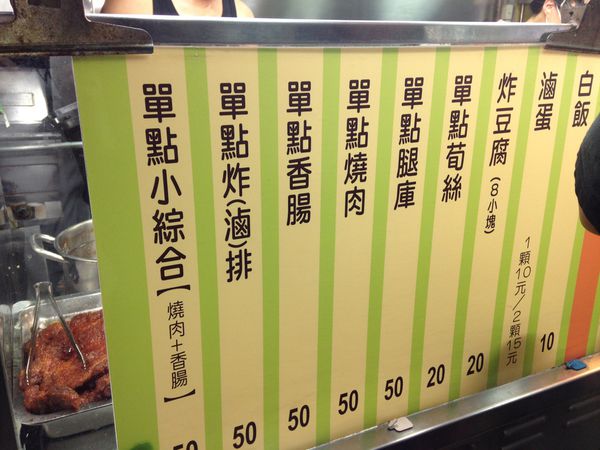 白飯 10
滷蛋 1顆10元/2顆15元
炸豆腐(8小塊) 20
單點荀絲 20
單點腿庫 50
單點燒肉 50
單點香腸 50
單點炸(滷)排 50
單點小綜合【燒肉+香腸】 50